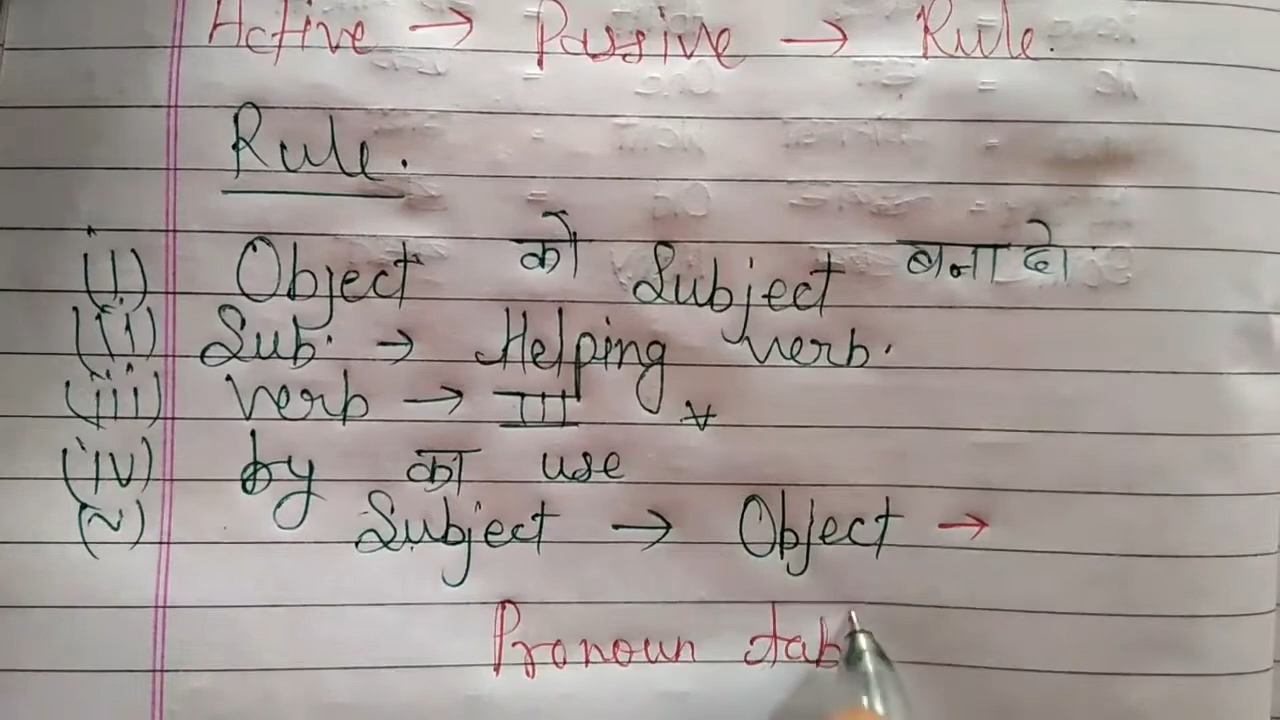 Active → Passive → Rule.
Rule.
(i) Object को Subject बना दो
(ii) Sub. → Helping verb.
(iii) verb → III
(iv) by का use
(v) Subject → Object →
Pronoun tab